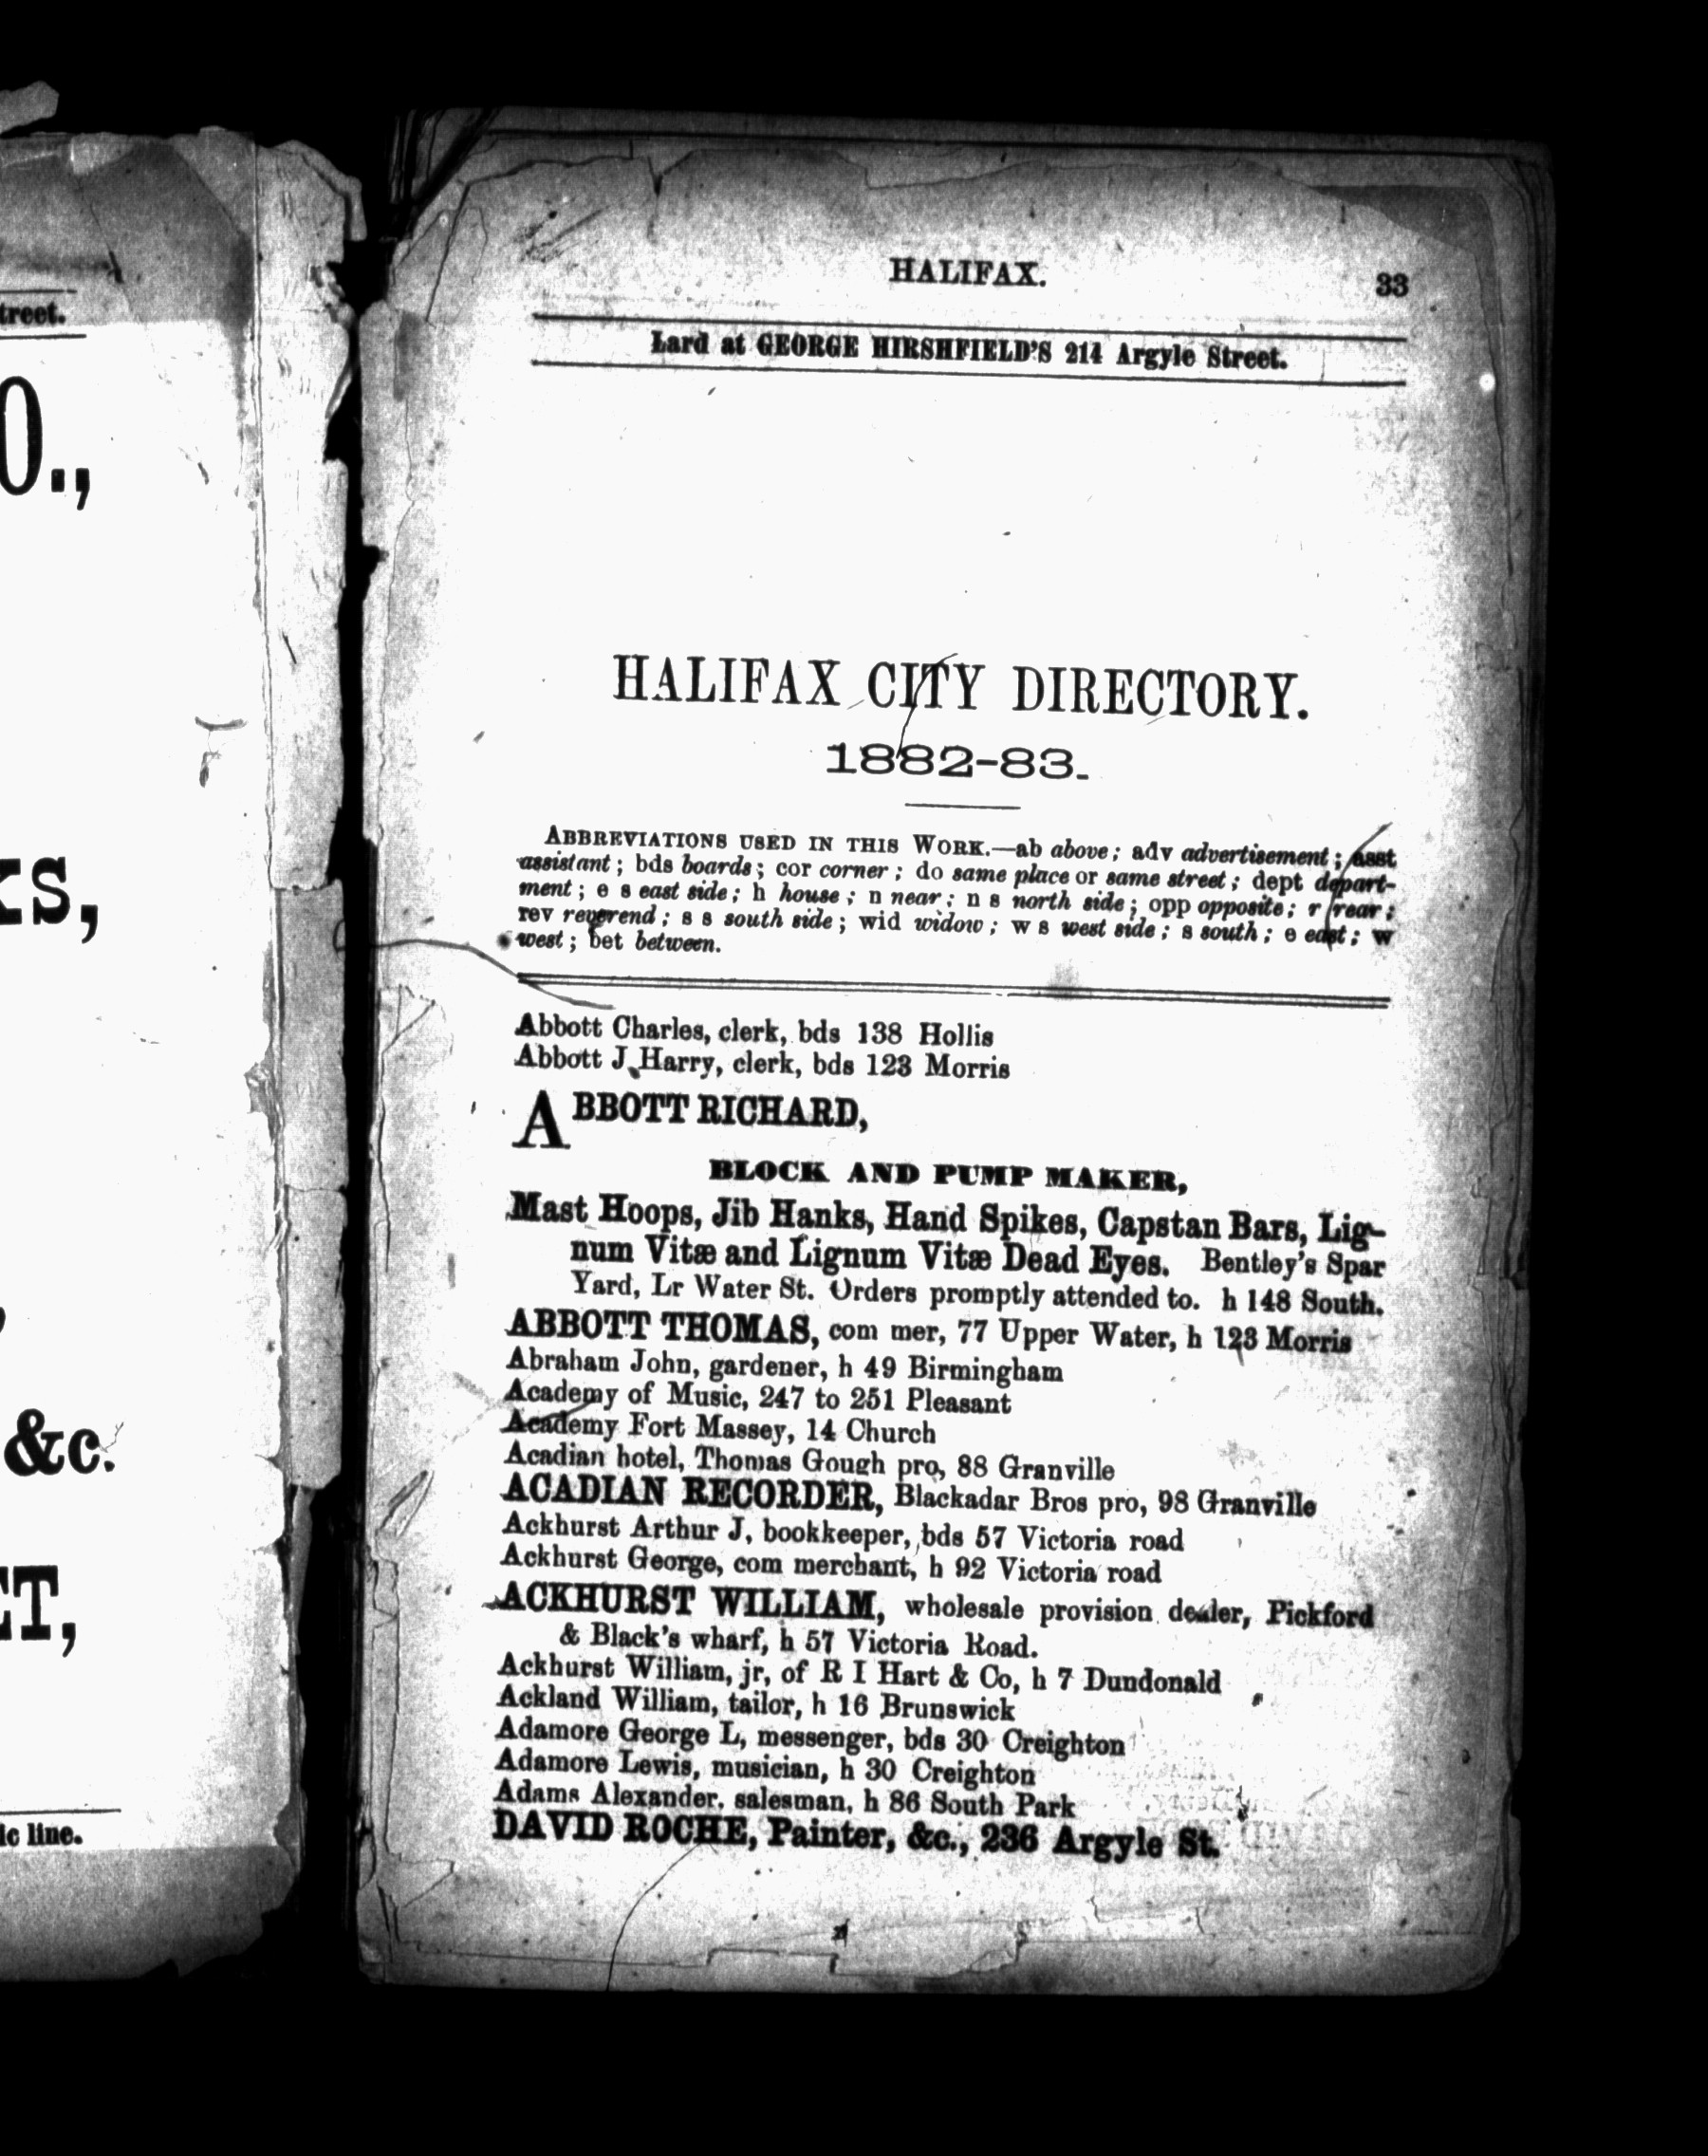 treet.
O.,
KS,
&c.
ET,
ic line.
HALIFAX.
33
Lard at GEORGE HIRSHFIELD'S 214 Argyle Street.
HALIFAX CITY DIRECTORY.
1882-83.
ABBREVIATIONS USED IN THIS WORK.—ab above; adv advertisement; asst
assistant; bds boards; cor corner; do same place or same street; dept depart-
ment; e s east side; h house; n near; n s north side; opp opposite; r rear;
rev reverend; s s south side; wid widow; w s west side; s south; e east; w
west; bet between.
Abbott Charles, clerk, bds 138 Hollis
Abbott J Harry, clerk, bds 123 Morris
ABBOTT RICHARD,
BLOCK AND PUMP MAKER,
Mast Hoops, Jib Hanks, Hand Spikes, Capstan Bars, Lig-
num Vitæ and Lignum Vitæ Dead Eyes. Bentley's Spar
Yard, Lr Water St. Orders promptly attended to. h 148 South.
ABBOTT THOMAS, com mer, 77 Upper Water, h 123 Morris
Abraham John, gardener, h 49 Birmingham
Academy of Music, 247 to 251 Pleasant
Academy Fort Massey, 14 Church
Acadian hotel, Thomas Gough pro, 88 Granville
ACADIAN RECORDER, Blackadar Bros pro, 98 Granville
Ackhurst Arthur J, bookkeeper, bds 57 Victoria road
Ackhurst George, com merchant, h 92 Victoria road
ACKHURST WILLIAM, wholesale provision dealer, Pickford
& Black's wharf, h 57 Victoria Road.
Ackhurst William, jr, of R I Hart & Co, h 7 Dundonald
Ackland William, tailor, h 16 Brunswick
Adamore George L, messenger, bds 30 Creighton
Adamore Lewis, musician, h 30 Creighton
Adams Alexander, salesman, h 86 South Park
DAVID ROCHE, Painter, &c., 236 Argyle St.